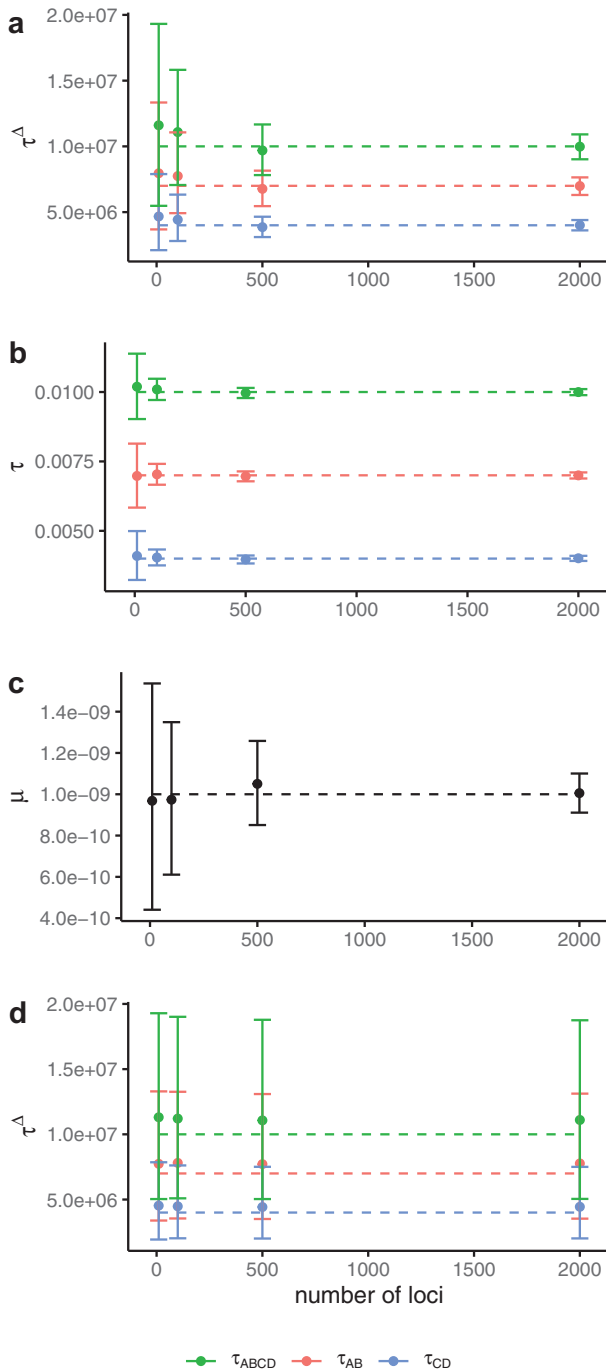 a
2.0e+07
1.5e+07
1.0e+07
5.0e+06
τ^Δ
0 500 1000 1500 2000
b
0.0100
0.0075
0.0050
τ
0 500 1000 1500 2000
c
1.4e−09
1.2e−09
1.0e−09
8.0e−10
6.0e−10
4.0e−10
μ
0 500 1000 1500 2000
d
2.0e+07
1.5e+07
1.0e+07
5.0e+06
τ^Δ
0 500 1000 1500 2000
number of loci
τ_ABCD τ_AB τ_CD